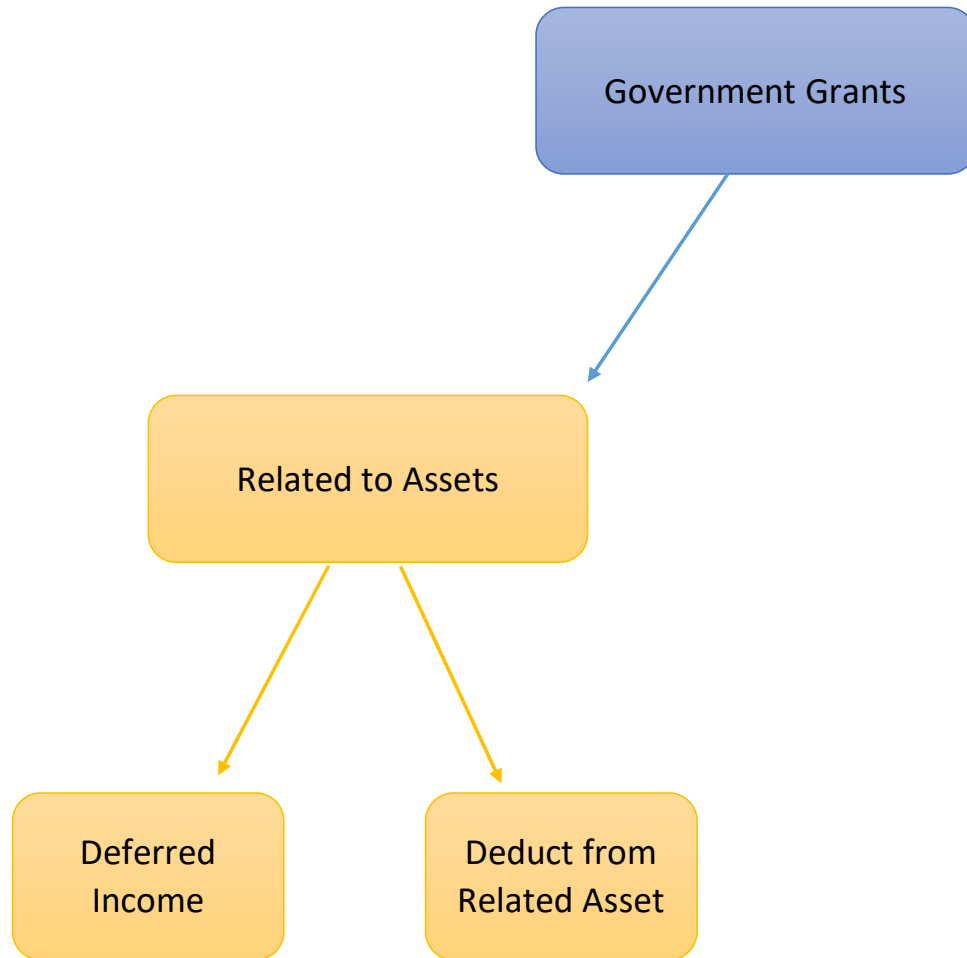 Government Grants
Related to Assets
Deferred
Income
Deduct from
Related Asset